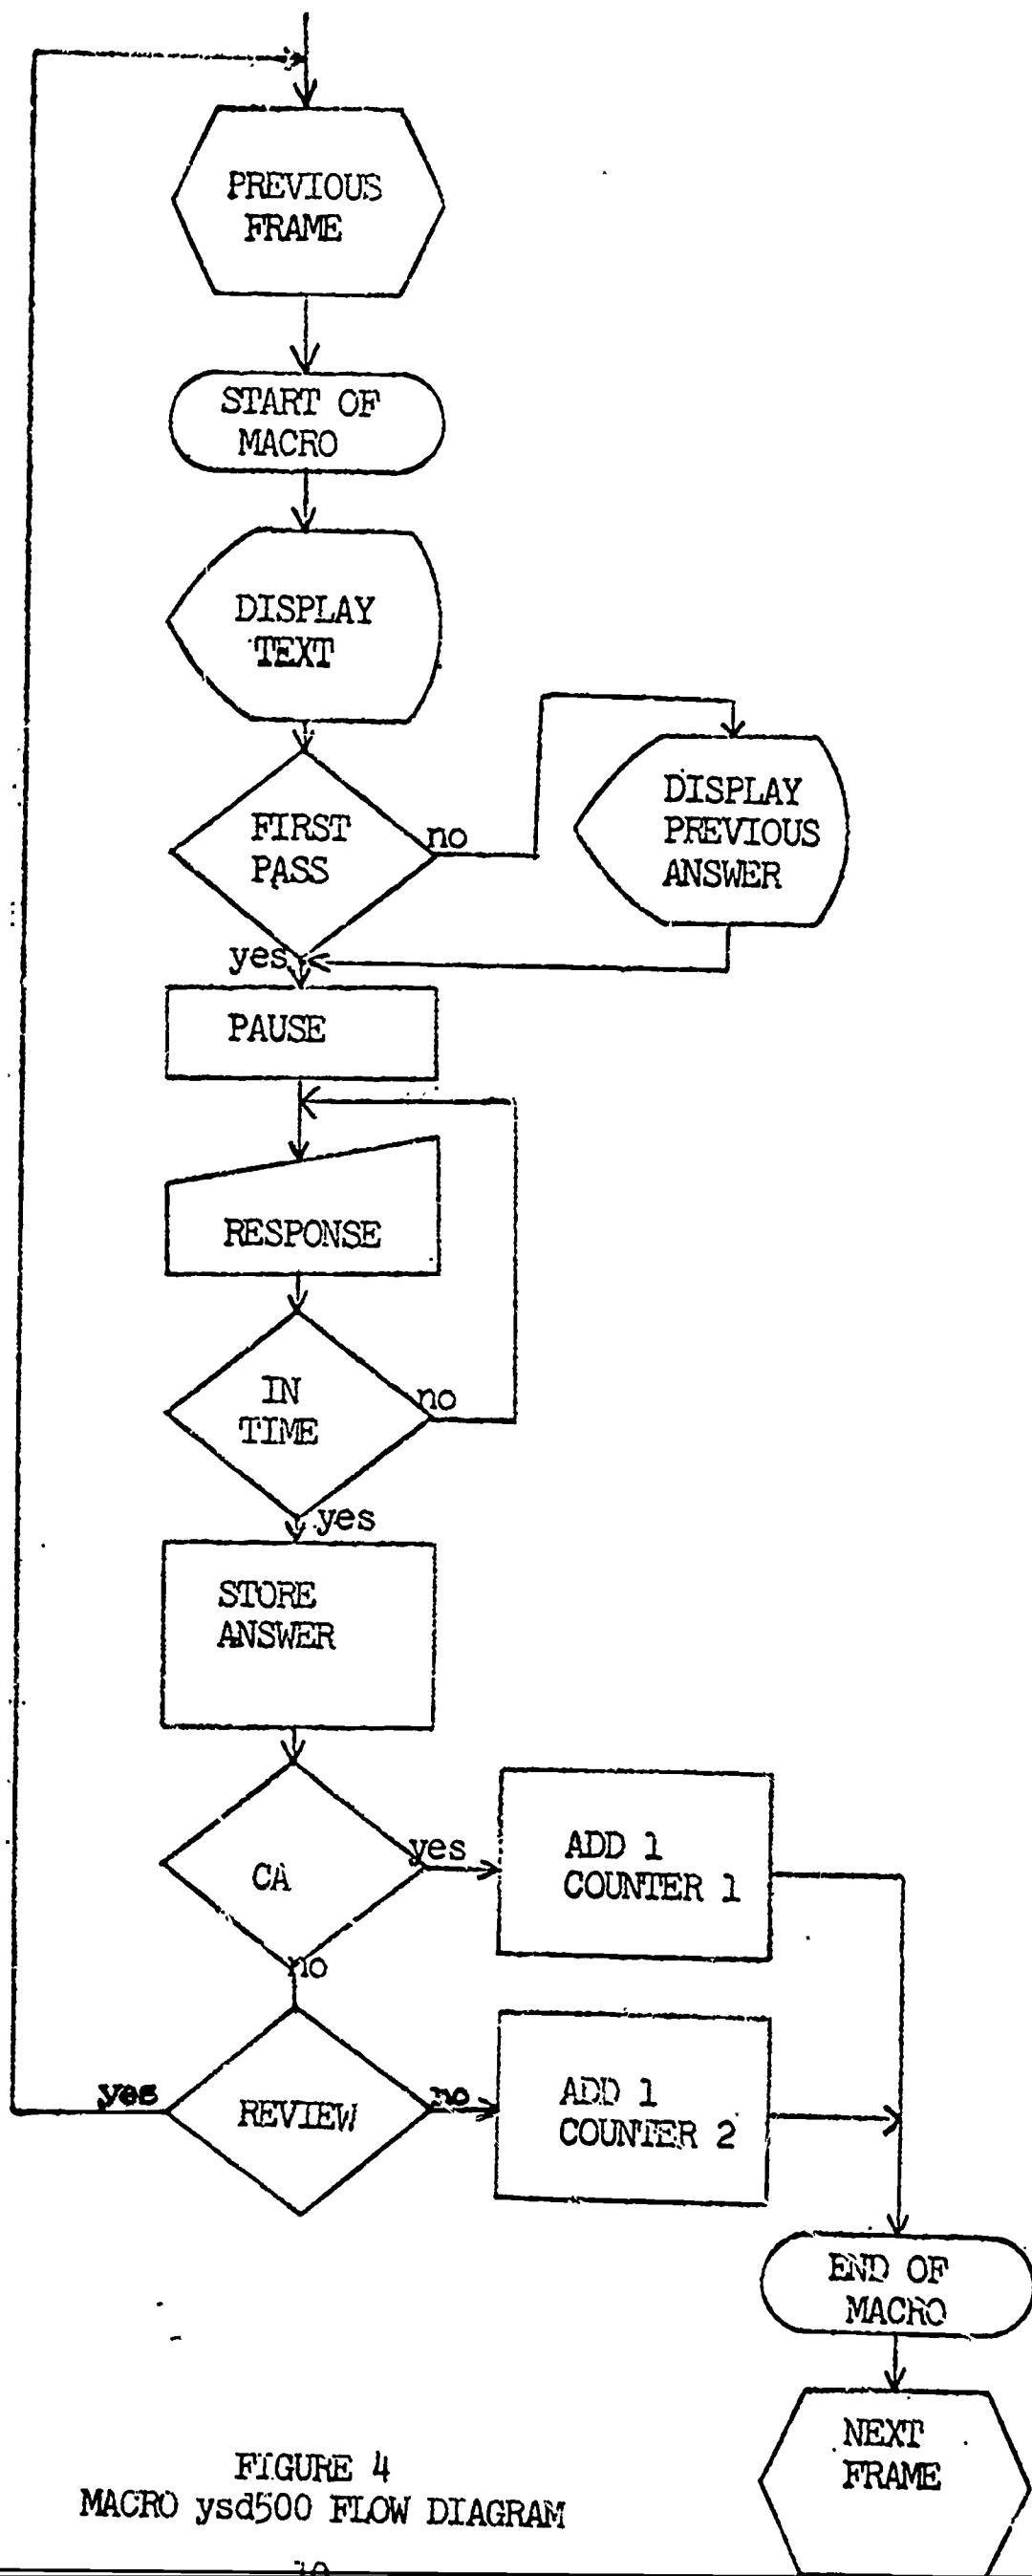 PREVIOUS
FRAME
START OF
MACRO
DISPLAY
TEXT
FIRST
PASS
no
DISPLAY
PREVIOUS
ANSWER
yes
PAUSE
RESPONSE
IN
TIME
no
yes
STORE
ANSWER
CA
yes
ADD 1
COUNTER 1
no
REVIEW
yes
no
ADD 1
COUNTER 2
END OF
MACRO
NEXT
FRAME
FIGURE 4
MACRO ysd500 FLOW DIAGRAM